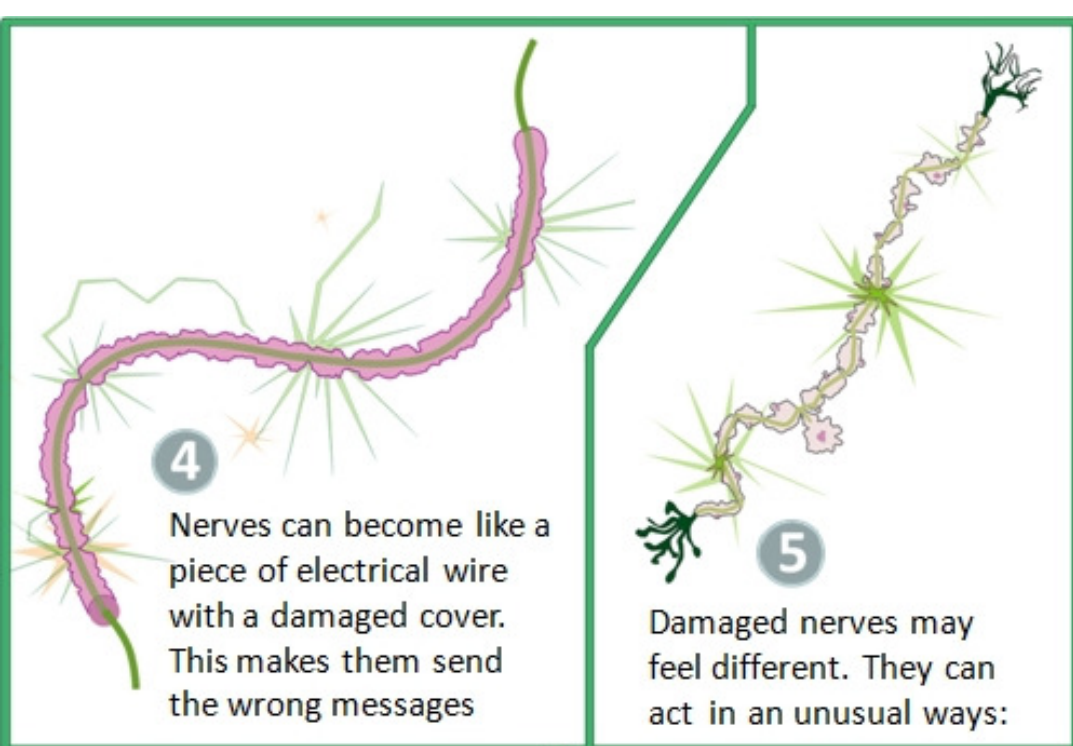 4
Nerves can become like a
piece of electrical wire
with a damaged cover.
This makes them send
the wrong messages
5
Damaged nerves may
feel different. They can
act in an unusual ways: